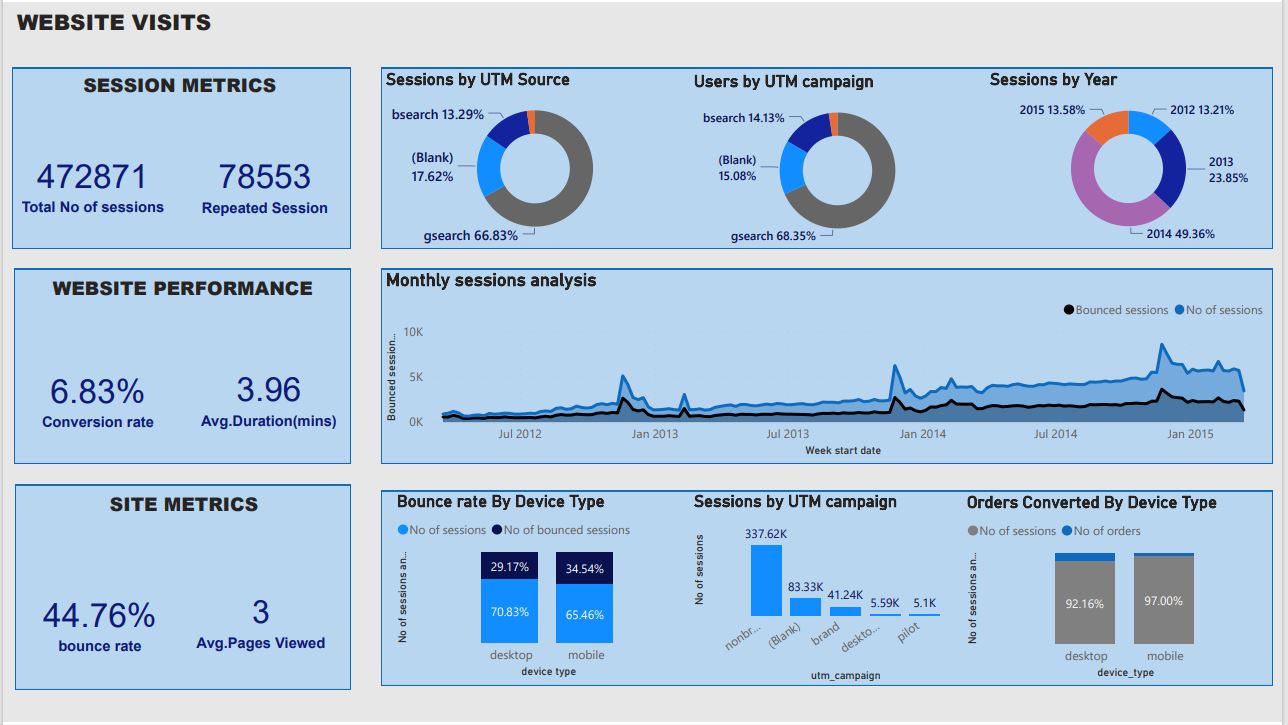 WEBSITE VISITS
SESSION METRICS
472871
Total No of sessions
78553
Repeated Session
Sessions by UTM Source
bsearch 13.29%
(Blank)
17.62%
gsearch 66.83%
Users by UTM campaign
bsearch 14.13%
(Blank)
15.08%
gsearch 68.35%
Sessions by Year
2015 13.58%
2012 13.21%
2013
23.85%
2014 49.36%
WEBSITE PERFORMANCE
6.83%
Conversion rate
3.96
Avg.Duration(mins)
Monthly sessions analysis
Bounced sessions
No of sessions
Bounced session...
10K
5K
0K
Jul 2012
Jan 2013
Jul 2013
Jan 2014
Jul 2014
Jan 2015
Week start date
SITE METRICS
44.76%
bounce rate
3
Avg.Pages Viewed
Bounce rate By Device Type
No of sessions
No of bounced sessions
No of sessions an...
29.17%
34.54%
70.83%
65.46%
desktop
mobile
device type
Sessions by UTM campaign
No of sessions
337.62K
83.33K
41.24K
5.59K
5.1K
nonbr...
(Blank)
brand
deskto...
pilot
utm_campaign
Orders Converted By Device Type
No of sessions
No of orders
No of sessions an...
92.16%
97.00%
desktop
mobile
device_type